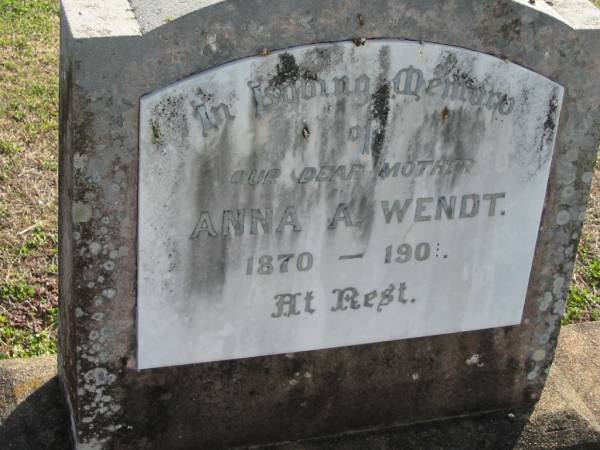 In Loving Memory
of
OUR DEAR MOTHER
ANNA A. WENDT.
1870 —
At Rest.